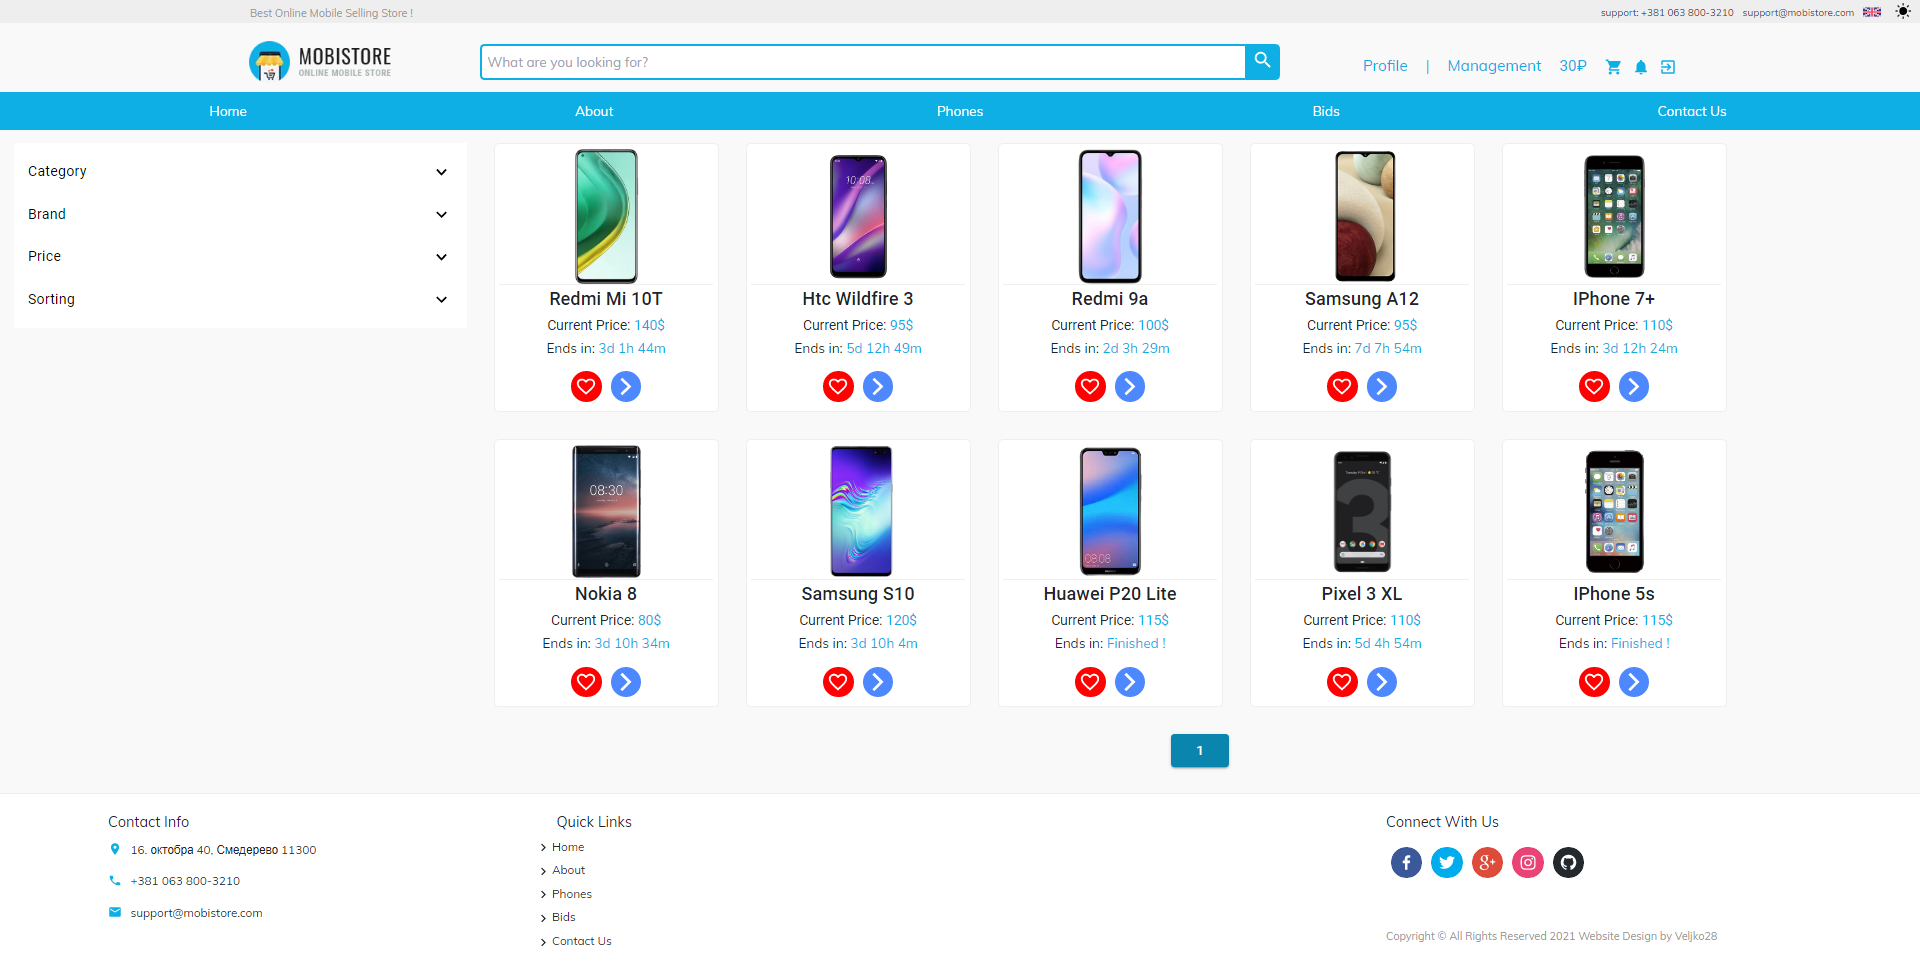 Best Online Mobile Selling Store !
support: +381 063 800-3210 support@mobistore.com
MOBISTORE
ONLINE MOBILE STORE
What are you looking for?
Profile | Management 30₽
Home About Phones Bids Contact Us
Category
Brand
Price
Sorting
10:08
Redmi Mi 10T
Current Price: 140$
Ends in: 3d 1h 44m
Htc Wildfire 3
Current Price: 95$
Ends in: 5d 12h 49m
Redmi 9a
Current Price: 100$
Ends in: 2d 3h 29m
Samsung A12
Current Price: 95$
Ends in: 7d 7h 54m
IPhone 7+
Current Price: 110$
Ends in: 3d 12h 24m
08:30
08:08
3
Nokia 8
Current Price: 80$
Ends in: 3d 10h 34m
Samsung S10
Current Price: 120$
Ends in: 3d 10h 4m
Huawei P20 Lite
Current Price: 115$
Ends in: Finished !
Pixel 3 XL
Current Price: 110$
Ends in: 5d 4h 54m
IPhone 5s
Current Price: 115$
Ends in: Finished !
1
Contact Info
16. октобра 40, Смедерево 11300
+381 063 800-3210
support@mobistore.com
Quick Links
Home
About
Phones
Bids
Contact Us
Connect With Us
Copyright © All Rights Reserved 2021 Website Design by Veljko28